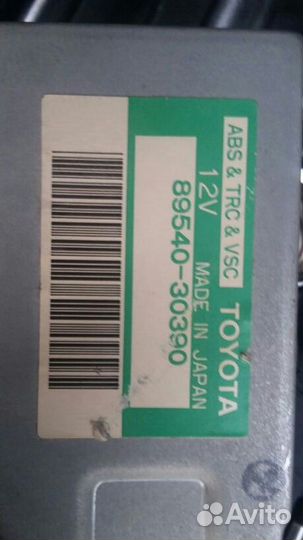 ABS & TRC & VSC TOYOTA
12V MADE IN JAPAN
89540-30390
Avito